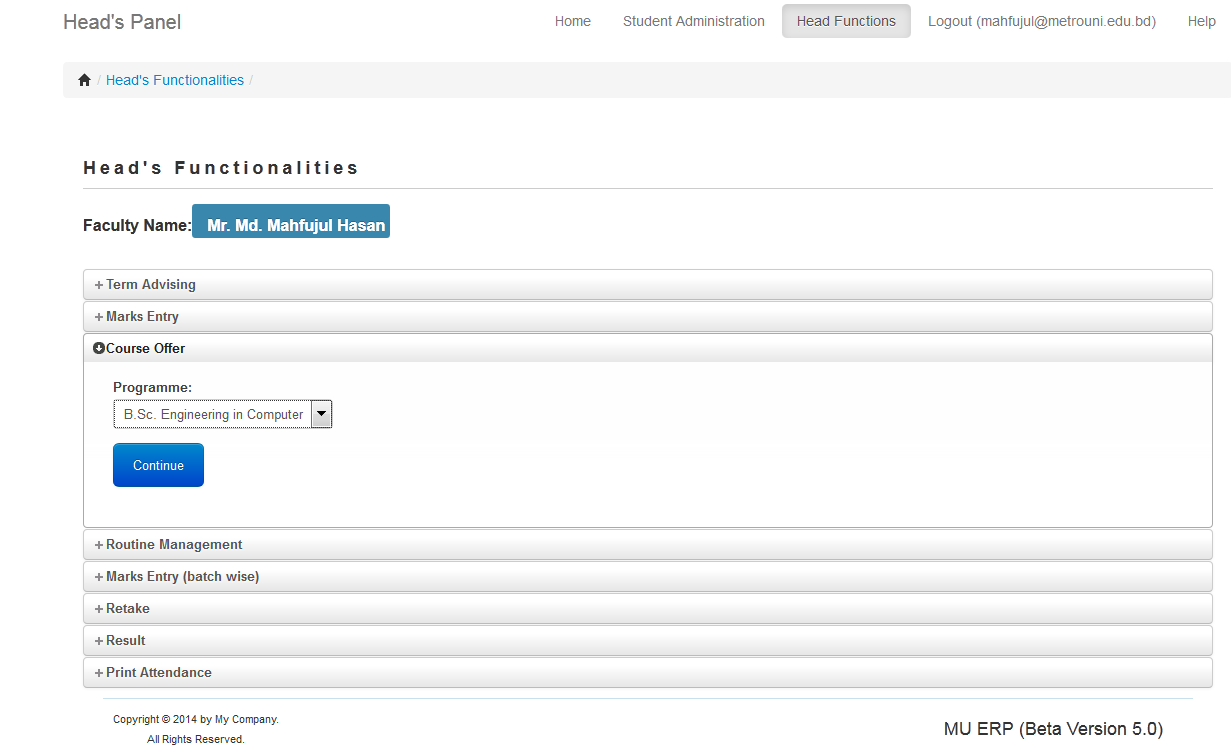 Head's Panel Home Student Administration Head Functions Logout (mahfujul@metrouni.edu.bd) Help
/ Head's Functionalities /
Head's Functionalities
Faculty Name: Mr. Md. Mahfujul Hasan
+ Term Advising
+ Marks Entry
Course Offer
Programme:
B.Sc. Engineering in Computer
Continue
+ Routine Management
+ Marks Entry (batch wise)
+ Retake
+ Result
+ Print Attendance
Copyright © 2014 by My Company.
All Rights Reserved.
MU ERP (Beta Version 5.0)